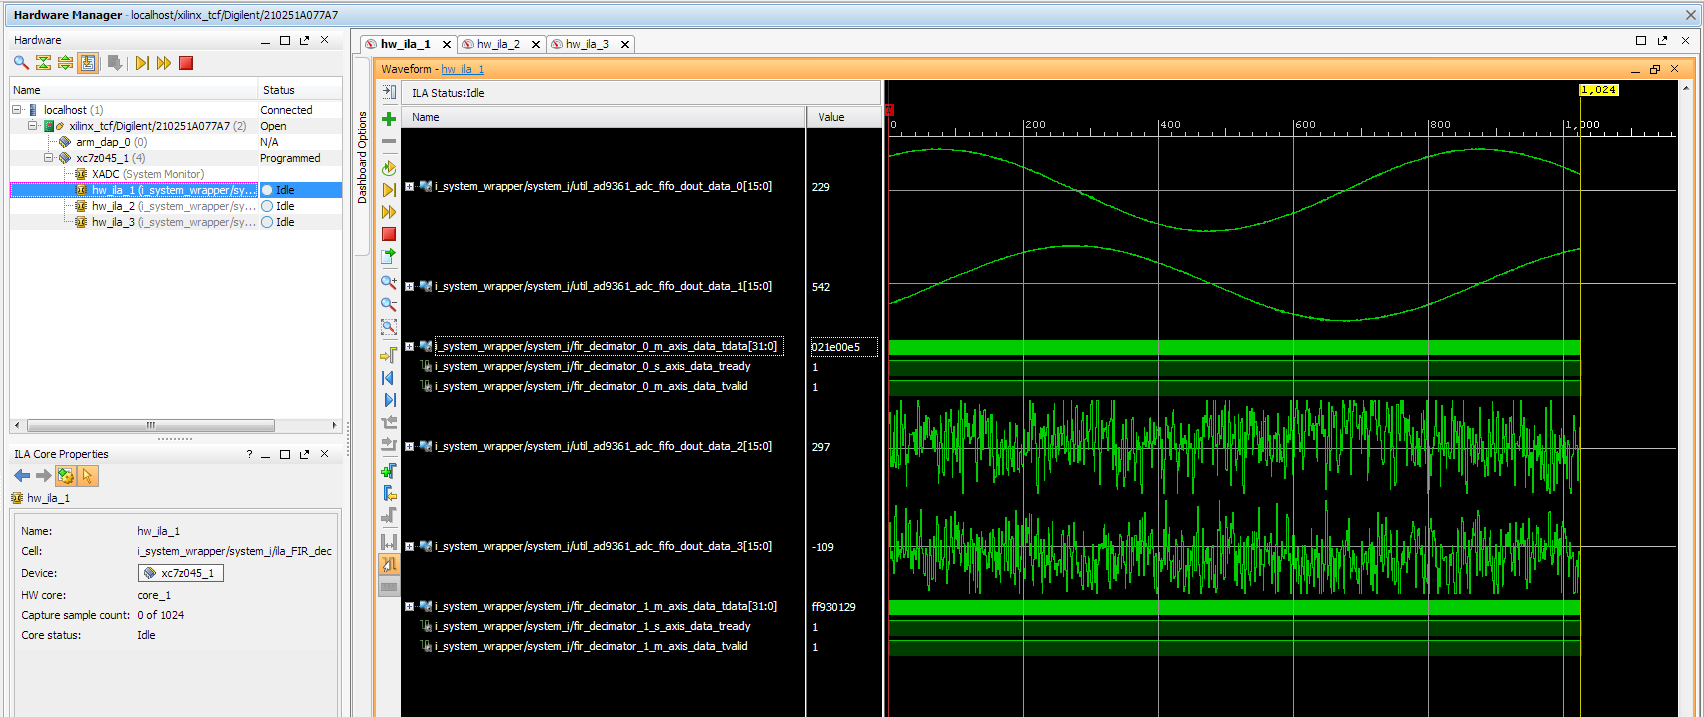 Hardware Manager - localhost/xilinx_tcf/Digilent/210251A077A7
Hardware
Name Status
localhost (1) Connected
xilinx_tcf/Digilent/210251A077A7 (2) Open
arm_dap_0 (0) N/A
xc7z045_1 (4) Programmed
XADC (System Monitor)
hw_ila_1 (i_system_wrapper/sy... Idle
hw_ila_2 (i_system_wrapper/sy... Idle
hw_ila_3 (i_system_wrapper/sy... Idle
ILA Core Properties
?
hw_ila_1
Name: hw_ila_1
Cell: i_system_wrapper/system_i/ila_FIR_dec
Device: xc7z045_1
HW core: core_1
Capture sample count: 0 of 1024
Core status: Idle
Dashboard Options
hw_ila_1 hw_ila_2 hw_ila_3
Waveform - hw_ila_1
ILA Status:Idle
Name Value
1,024
0 200 400 600 800 1,000
i_system_wrapper/system_i/util_ad9361_adc_fifo_dout_data_0[15:0] 229
i_system_wrapper/system_i/util_ad9361_adc_fifo_dout_data_1[15:0] 542
i_system_wrapper/system_i/fir_decimator_0_m_axis_data_tdata[31:0] 021e00e5
i_system_wrapper/system_i/fir_decimator_0_s_axis_data_tready 1
i_system_wrapper/system_i/fir_decimator_0_m_axis_data_tvalid 1
i_system_wrapper/system_i/util_ad9361_adc_fifo_dout_data_2[15:0] 297
i_system_wrapper/system_i/util_ad9361_adc_fifo_dout_data_3[15:0] -109
i_system_wrapper/system_i/fir_decimator_1_m_axis_data_tdata[31:0] ff930129
i_system_wrapper/system_i/fir_decimator_1_s_axis_data_tready 1
i_system_wrapper/system_i/fir_decimator_1_m_axis_data_tvalid 1